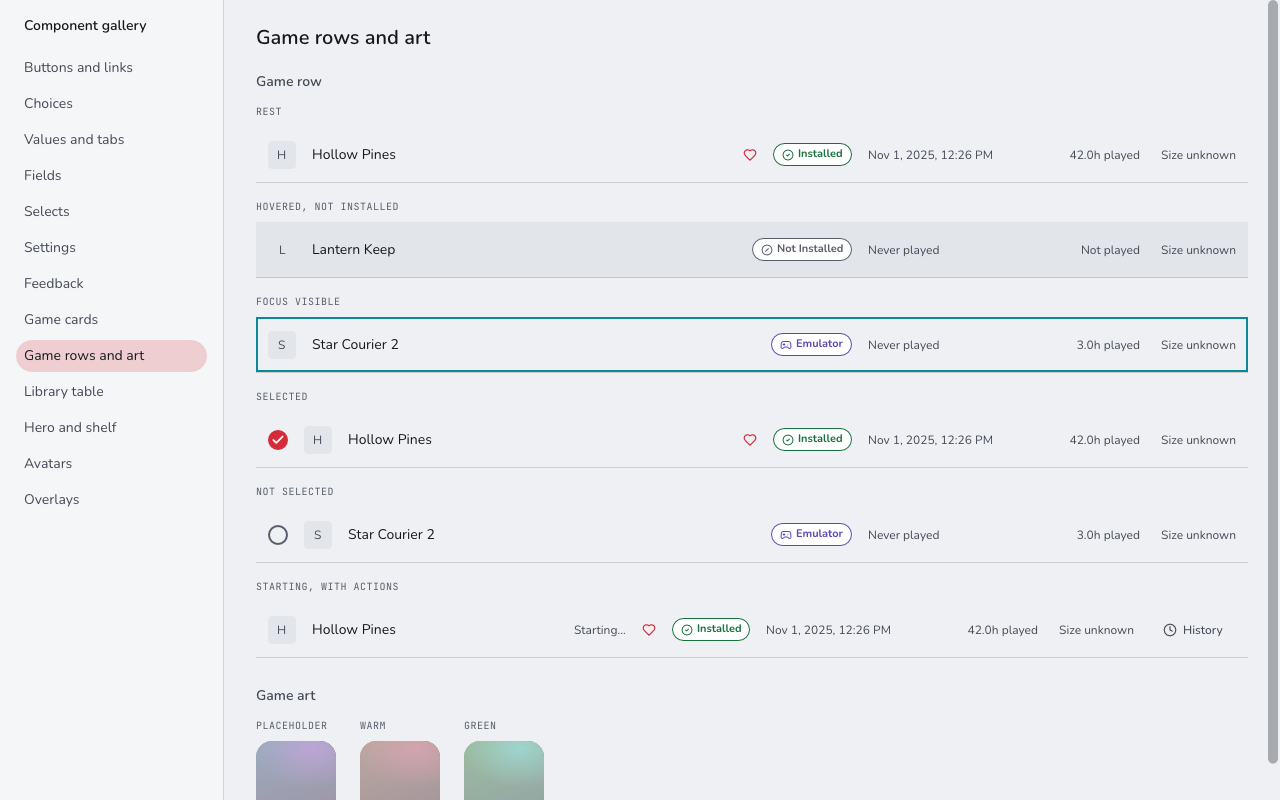 Component gallery
Buttons and links
Choices
Values and tabs
Fields
Selects
Settings
Feedback
Game cards
Game rows and art
Library table
Hero and shelf
Avatars
Overlays
Game rows and art
Game row
REST
H Hollow Pines Installed Nov 1, 2025, 12:26 PM 42.0h played Size unknown
HOVERED, NOT INSTALLED
L Lantern Keep Not Installed Never played Not played Size unknown
FOCUS VISIBLE
S Star Courier 2 Emulator Never played 3.0h played Size unknown
SELECTED
H Hollow Pines Installed Nov 1, 2025, 12:26 PM 42.0h played Size unknown
NOT SELECTED
S Star Courier 2 Emulator Never played 3.0h played Size unknown
STARTING, WITH ACTIONS
H Hollow Pines Starting... Installed Nov 1, 2025, 12:26 PM 42.0h played Size unknown History
Game art
PLACEHOLDER WARM GREEN